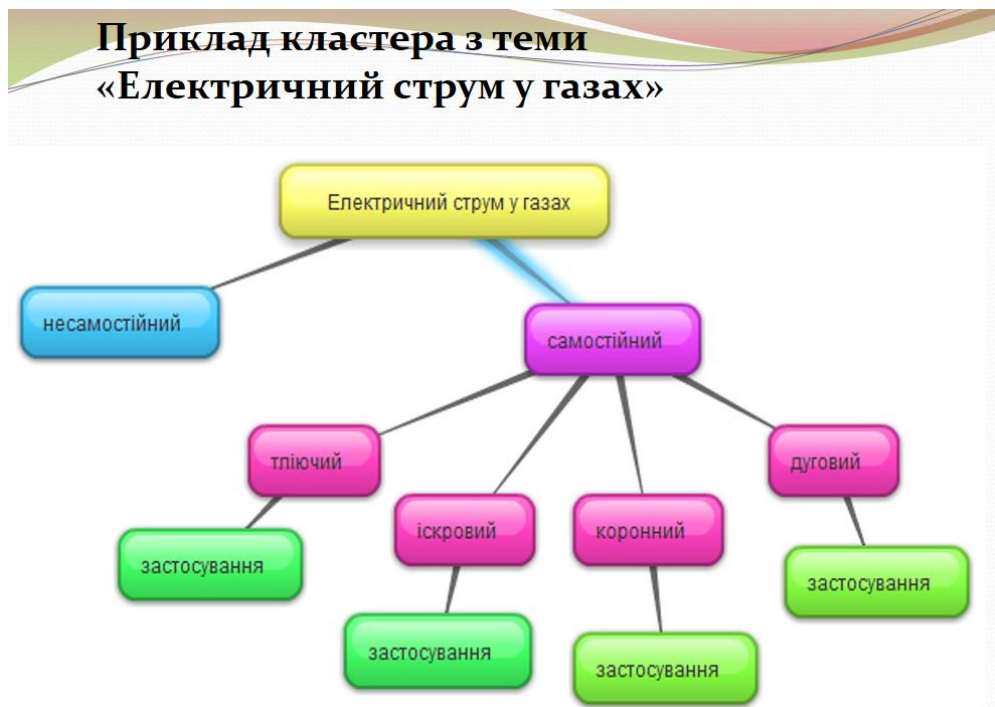 Приклад кластера з теми
«Електричний струм у газах»
Електричний струм у газах
несамостійний
самостійний
тліючий
дуговий
іскровий
коронний
застосування
застосування
застосування
застосування